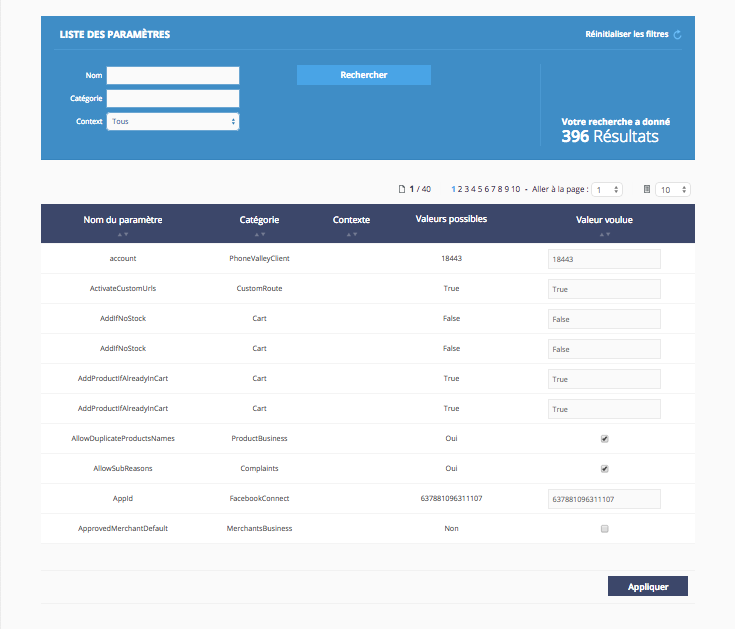 LISTE DES PARAMÈTRES Réinitialiser les filtres
Nom Rechercher
Catégorie
Context Tous
Votre recherche a donné
396 Résultats
1 / 40 1 2 3 4 5 6 7 8 9 10 - Aller à la page : 1 10
Nom du paramètre Catégorie Contexte Valeurs possibles Valeur voulue
account PhoneValleyClient 18443 18443
ActivateCustomUrls CustomRoute True True
AddIfNoStock Cart False False
AddIfNoStock Cart False False
AddProductIfAlreadyInCart Cart True True
AddProductIfAlreadyInCart Cart True True
AllowDuplicateProductsNames ProductBusiness Oui
AllowSubReasons Complaints Oui
AppId FacebookConnect 637881096311107 637881096311107
ApprovedMerchantDefault MerchantsBusiness Non
Appliquer